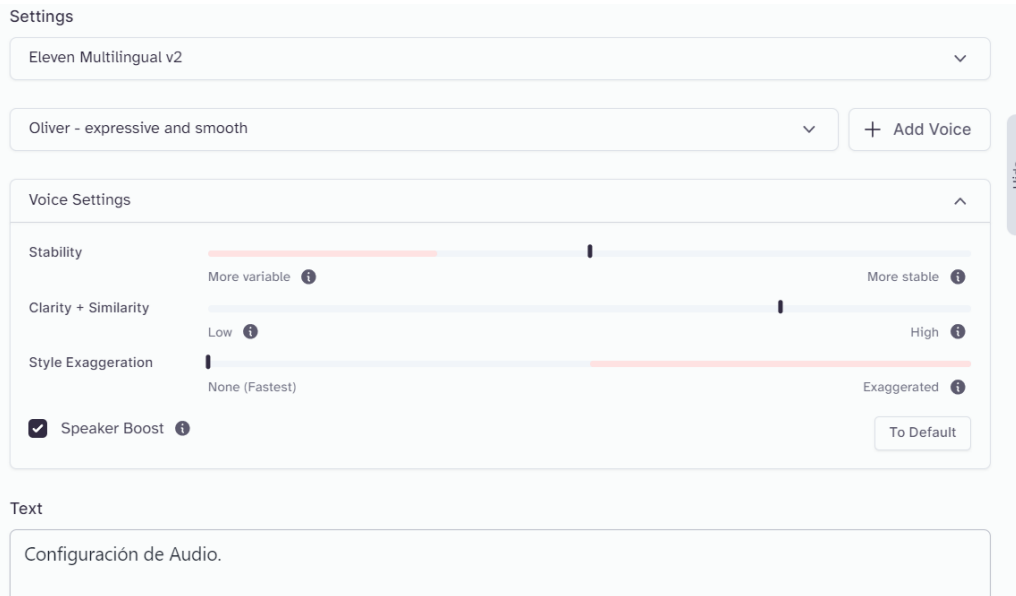 Settings
Eleven Multilingual v2
Oliver - expressive and smooth
+ Add Voice
Voice Settings
Stability
More variable More stable
Clarity + Similarity
Low High
Style Exaggeration
None (Fastest) Exaggerated
Speaker Boost
To Default
Text
Configuración de Audio.